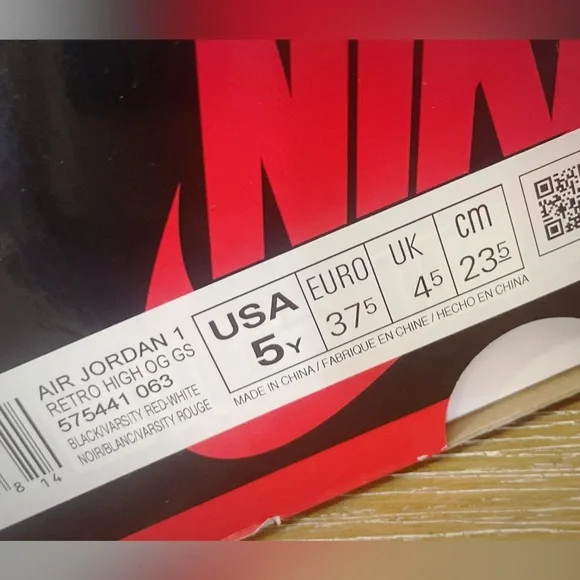 NIK
AIR JORDAN 1
RETRO HIGH OG GS
575441 063
BLACK/VARSITY RED-WHITE
NOIR/BLANC/VARSITY ROUGE
8 14
USA EURO UK cm
5Y 37⁵ 4⁵ 23⁵
MADE IN CHINA / FABRIQUE EN CHINE / HECHO EN CHINA